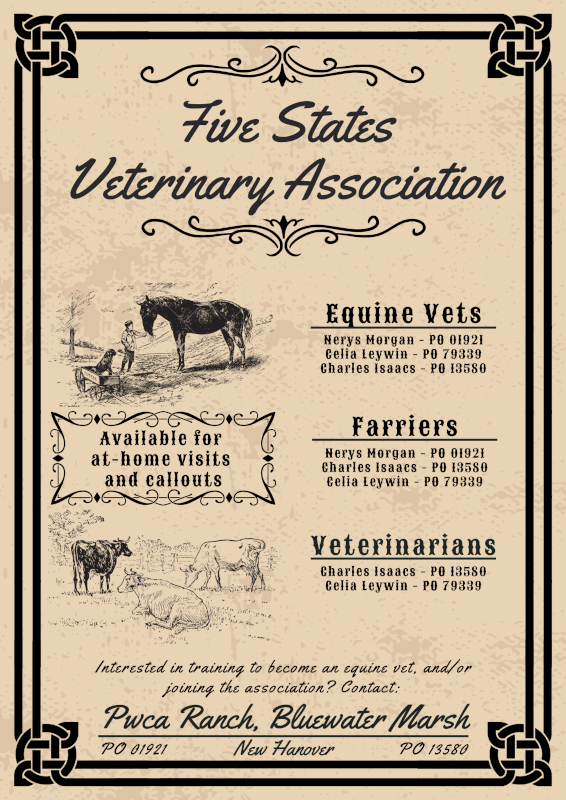 Five States
Veterinary Association
Equine Vets
Nerys Morgan - PO 01921
Celia Leywin - PO 79339
Charles Isaacs - PO 13580
Available for
at-home visits
and callouts
Farriers
Nerys Morgan - PO 01921
Charles Isaacs - PO 13580
Celia Leywin - PO 79339
Veterinarians
Charles Isaacs - PO 13580
Celia Leywin - PO 79339
Interested in training to become an equine vet, and/or
joining the association? Contact:
Pwca Ranch, Bluewater Marsh
PO 01921 New Hanover PO 13580